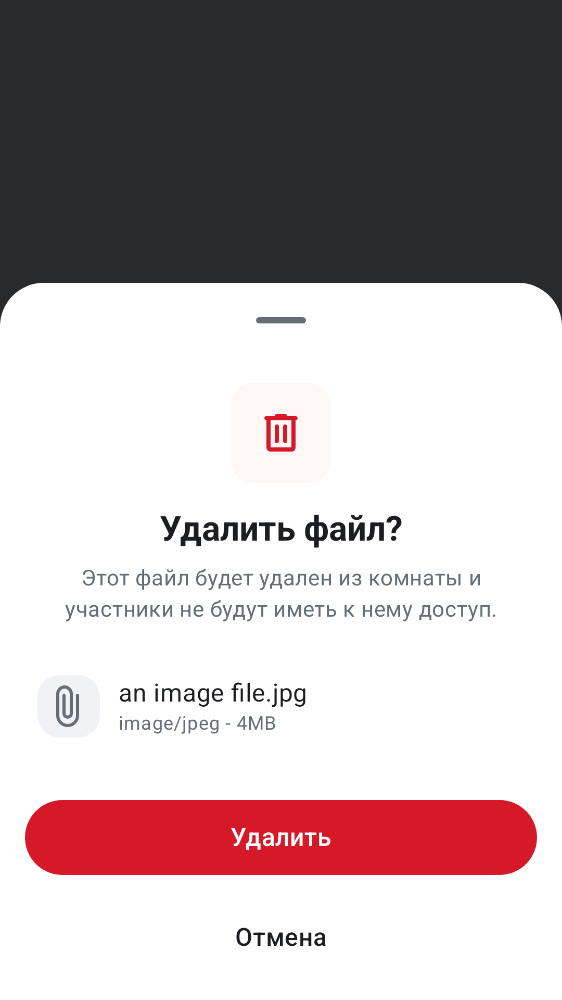 Удалить файл?
Этот файл будет удален из комнаты и
участники не будут иметь к нему доступ.
an image file.jpg
image/jpeg - 4MB
Удалить
Отмена